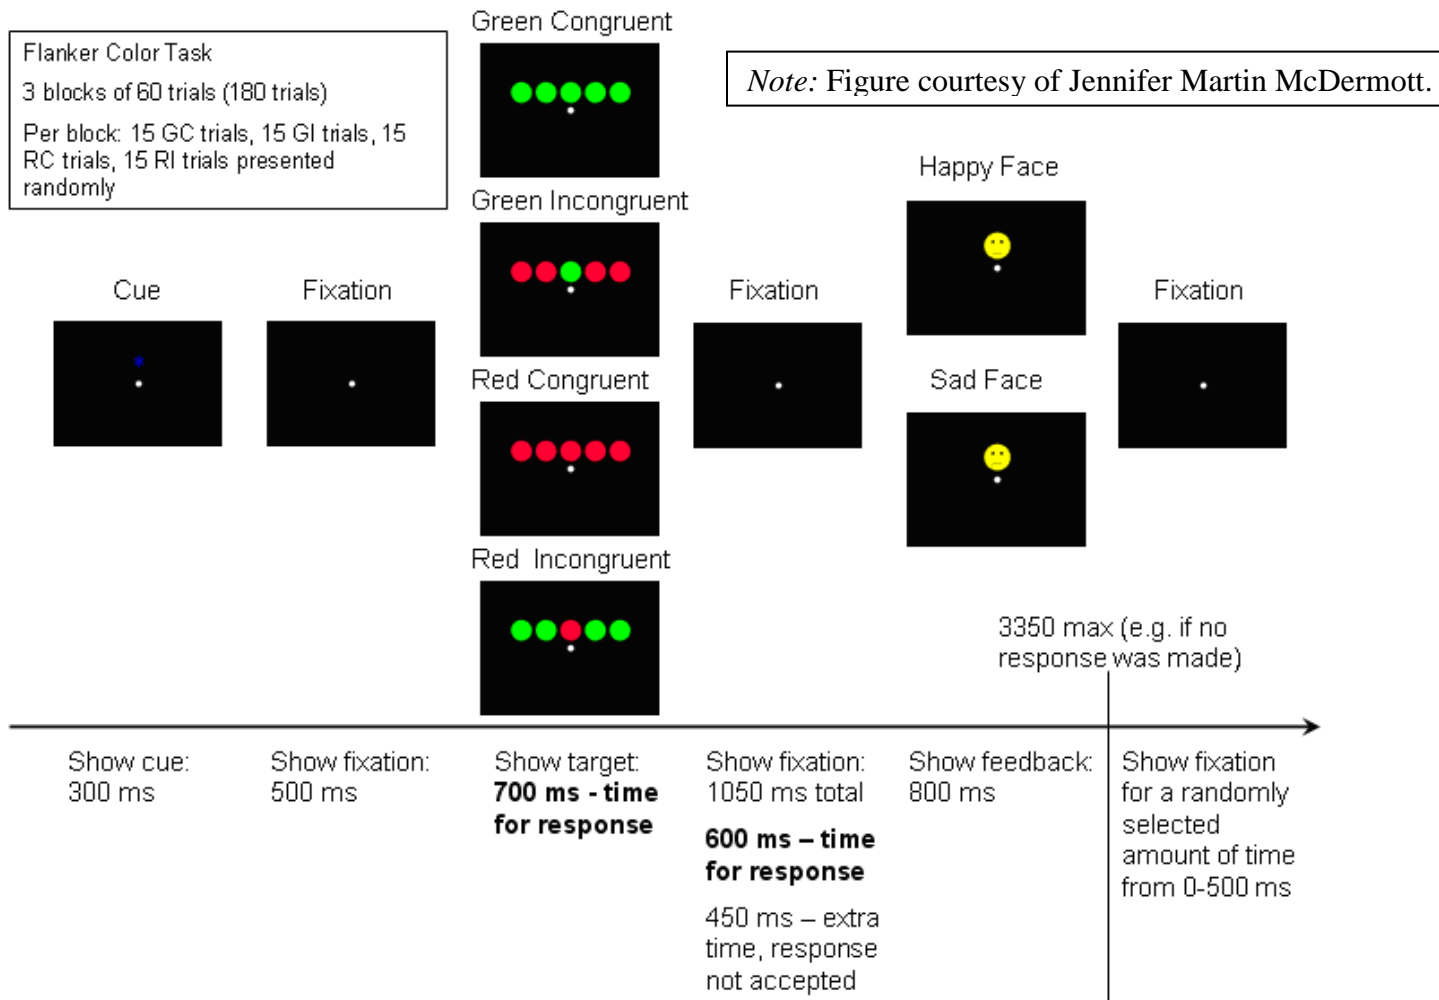 Flanker Color Task
3 blocks of 60 trials (180 trials)
Per block: 15 GC trials, 15 GI trials, 15
RC trials, 15 RI trials presented
randomly
Note: Figure courtesy of Jennifer Martin McDermott.
Cue
Fixation
Green Congruent
Green Incongruent
Red Congruent
Red Incongruent
Fixation
Happy Face
Sad Face
Fixation
3350 max (e.g. if no
response was made)
Show cue:
300 ms
Show fixation:
500 ms
Show target:
700 ms - time
for response
Show fixation:
1050 ms total
600 ms – time
for response
450 ms – extra
time, response
not accepted
Show feedback:
800 ms
Show fixation
for a randomly
selected
amount of time
from 0-500 ms